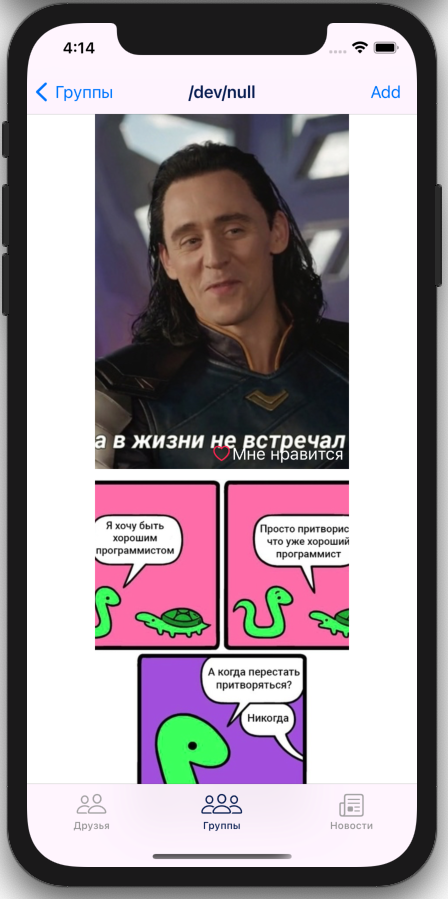 4:14
Группы
/dev/null
Add
а в жизни не встречал
Мне нравится
Я хочу быть
хорошим
программистом
Просто притворис
что уже хороший
программист
А когда перестать
притворяться?
Никогда
Друзья
Группы
Новости